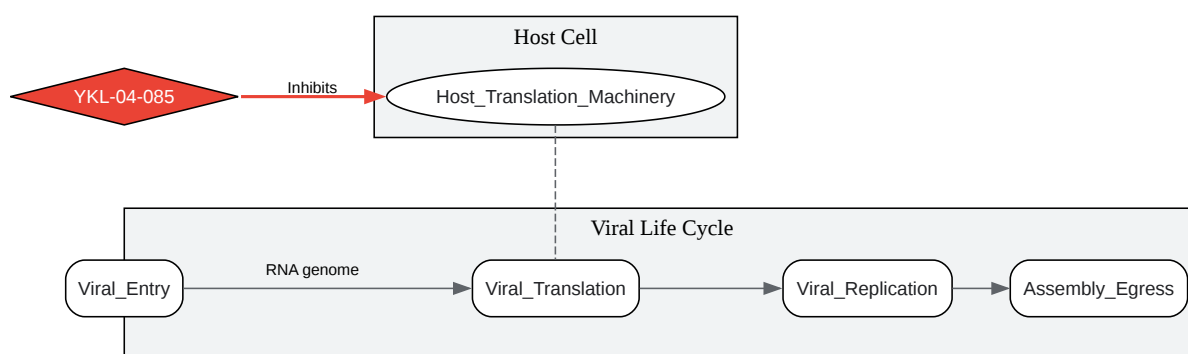 Host Cell
YKL-04-085
Inhibits
Host_Translation_Machinery
Viral Life Cycle
Viral_Entry
RNA genome
Viral_Translation
Viral_Replication
Assembly_Egress